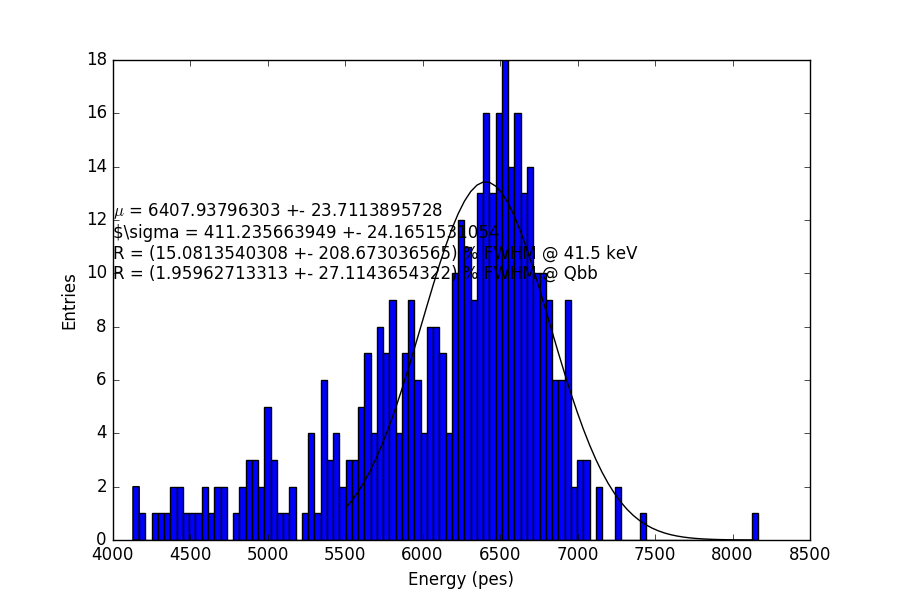 18
16
14
12
10
8
6
4
2
0
Entries
μ = 6407.93796303 +- 23.7113895728
$\sigma = 411.235663949 +- 24.1651531054
R = (15.0813540308 +- 208.673036565) % FWHM @ 41.5 keV
R = (1.95962713313 +- 27.1143654322) % FWHM @ Qbb
4000 4500 5000 5500 6000 6500 7000 7500 8000 8500
Energy (pes)